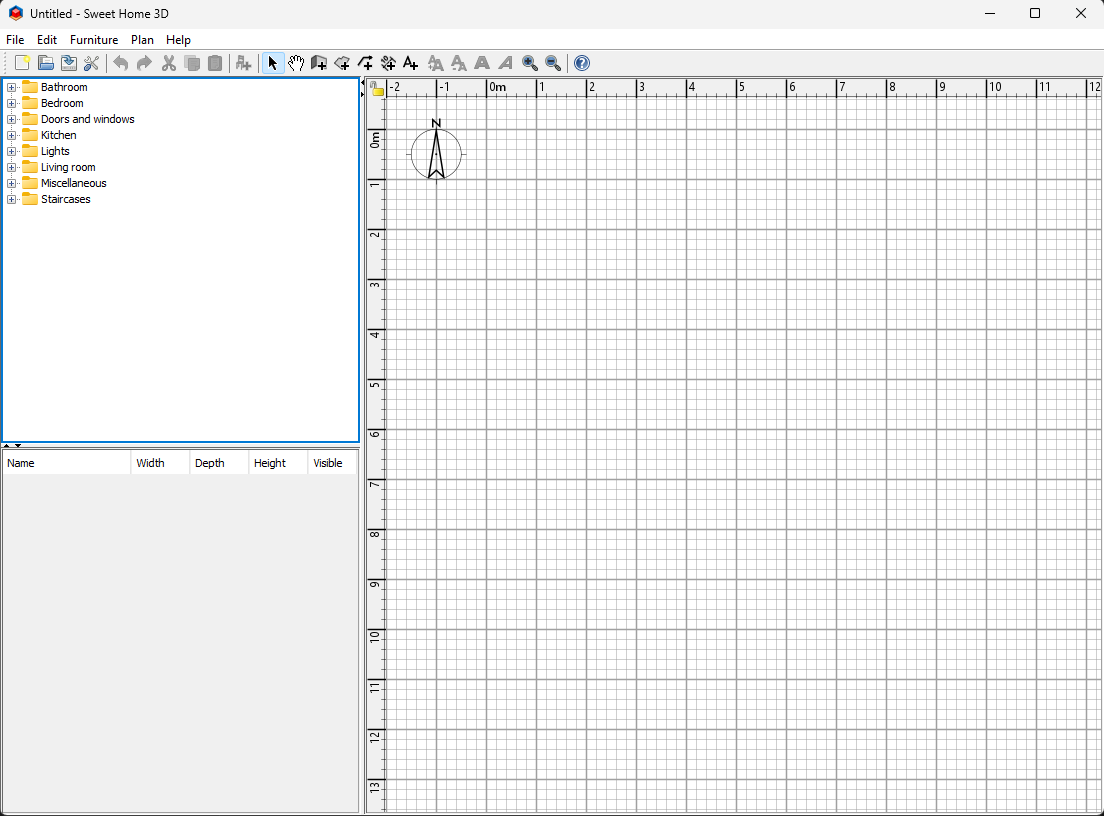 Untitled - Sweet Home 3D
File Edit Furniture Plan Help
Bathroom
Bedroom
Doors and windows
Kitchen
Lights
Living room
Miscellaneous
Staircases
Name Width Depth Height Visible
-2 -1 0m 1 2 3 4 5 6 7 8 9 10 11 12
N
0m
1
2
3
4
5
6
7
8
9
10
11
12
13